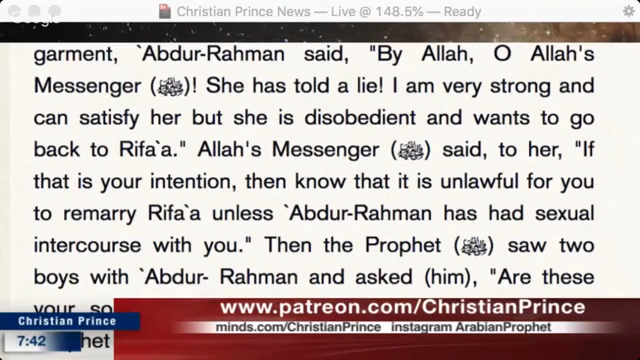 Christian Prince News — Live @ 148.5% — Ready
garment, `Abdur-Rahman said, "By Allah, O Allah's
Messenger (ﷺ)! She has told a lie! I am very strong and
can satisfy her but she is disobedient and wants to go
back to Rifa`a." Allah's Messenger (ﷺ) said, to her, "If
that is your intention, then know that it is unlawful for you
to remarry Rifa`a unless `Abdur-Rahman has had sexual
intercourse with you." Then the Prophet (ﷺ) saw two
boys with `Abdur- Rahman and asked (him), "Are these
your so
www.patreon.com/ChristianPrince
Christian Prince
minds.com/ChristianPrince instagram ArabianProphet
7:42